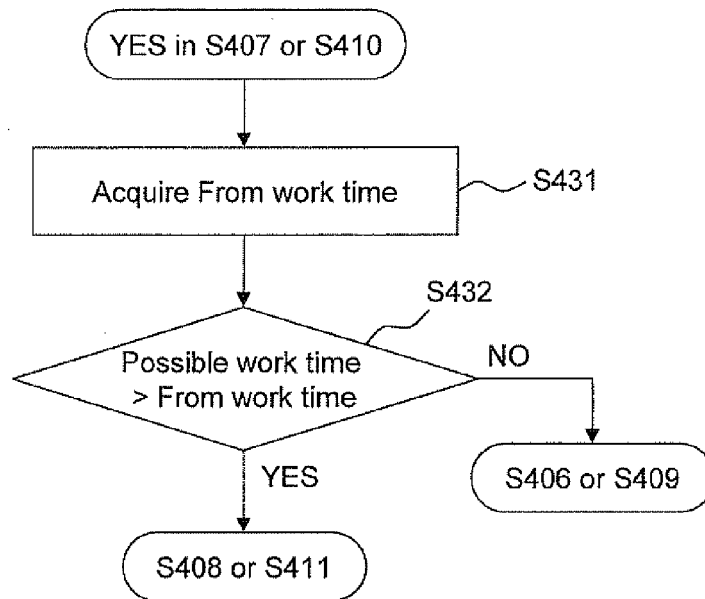 YES in S407 or S410
Acquire From work time
S431
S432
Possible work time
> From work time
NO
YES
S406 or S409
S408 or S411